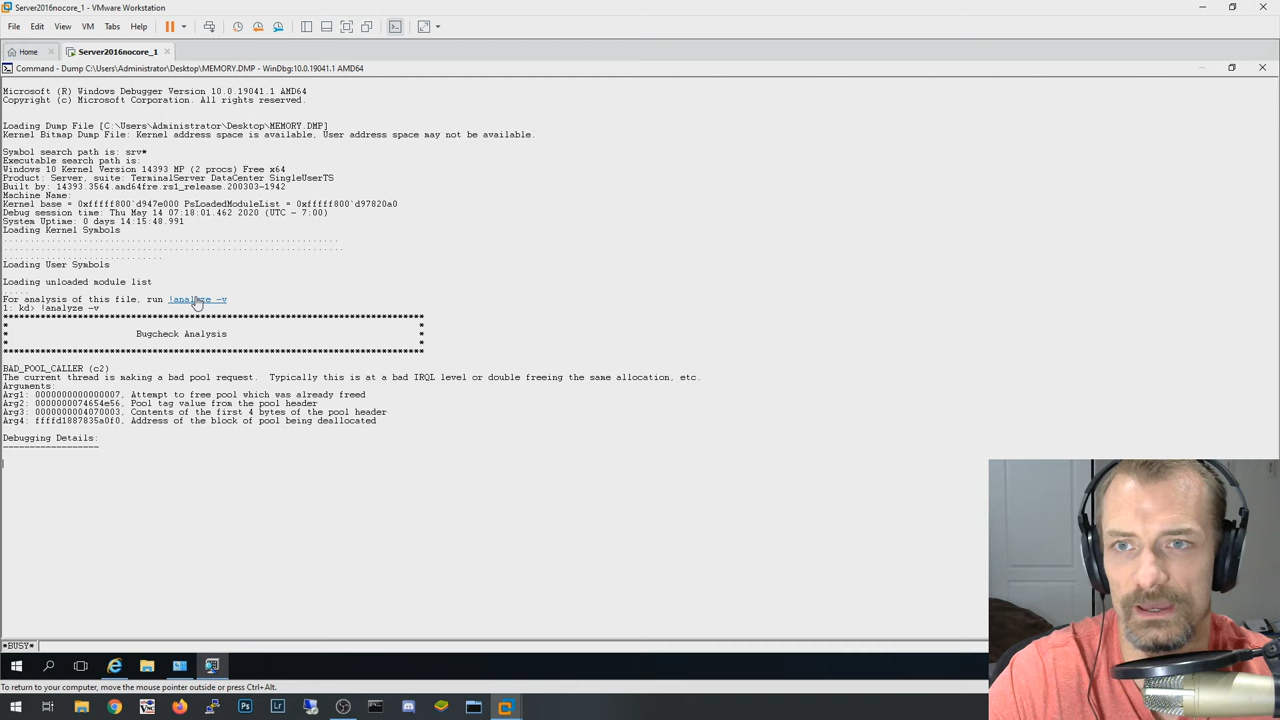 Server2016nocore_1 - VMware Workstation
File Edit View VM Tabs Help
Home Server2016nocore_1
Command - Dump C:\Users\Administrator\Desktop\MEMORY.DMP - WinDbg:10.0.19041.1 AMD64
Microsoft (R) Windows Debugger Version 10.0.19041.1 AMD64
Copyright (c) Microsoft Corporation. All rights reserved.
Loading Dump File [C:\Users\Administrator\Desktop\MEMORY.DMP]
Kernel Bitmap Dump File: Kernel address space is available, User address space may not be available.
Symbol search path is: srv*
Executable search path is:
Windows 10 Kernel Version 14393 MP (2 procs) Free x64
Product: Server, suite: TerminalServer DataCenter SingleUserTS
Built by: 14393.3564.amd64fre.rs1_release.200303-1942
Machine Name:
Kernel base = 0xfffff800`d947e000 PsLoadedModuleList = 0xfffff800`d97820a0
Debug session time: Thu May 14 07:18:01.462 2020 (UTC - 7:00)
System Uptime: 0 days 14:15:48.991
Loading Kernel Symbols
...............................................................
................................................................
..............................
Loading User Symbols
Loading unloaded module list
.....
For analysis of this file, run !analyze -v
1: kd> !analyze -v
*******************************************************************************
* *
* Bugcheck Analysis *
* *
*******************************************************************************
BAD_POOL_CALLER (c2)
The current thread is making a bad pool request. Typically this is at a bad IRQL level or double freeing the same allocation, etc.
Arguments:
Arg1: 0000000000000007, Attempt to free pool which was already freed
Arg2: 0000000074654e56, Pool tag value from the pool header
Arg3: 0000000004070003, Contents of the first 4 bytes of the pool header
Arg4: ffffd1887835a0f0, Address of the block of pool being deallocated
Debugging Details:
------------------
*BUSY*
To return to your computer, move the mouse pointer outside or press Ctrl+Alt.